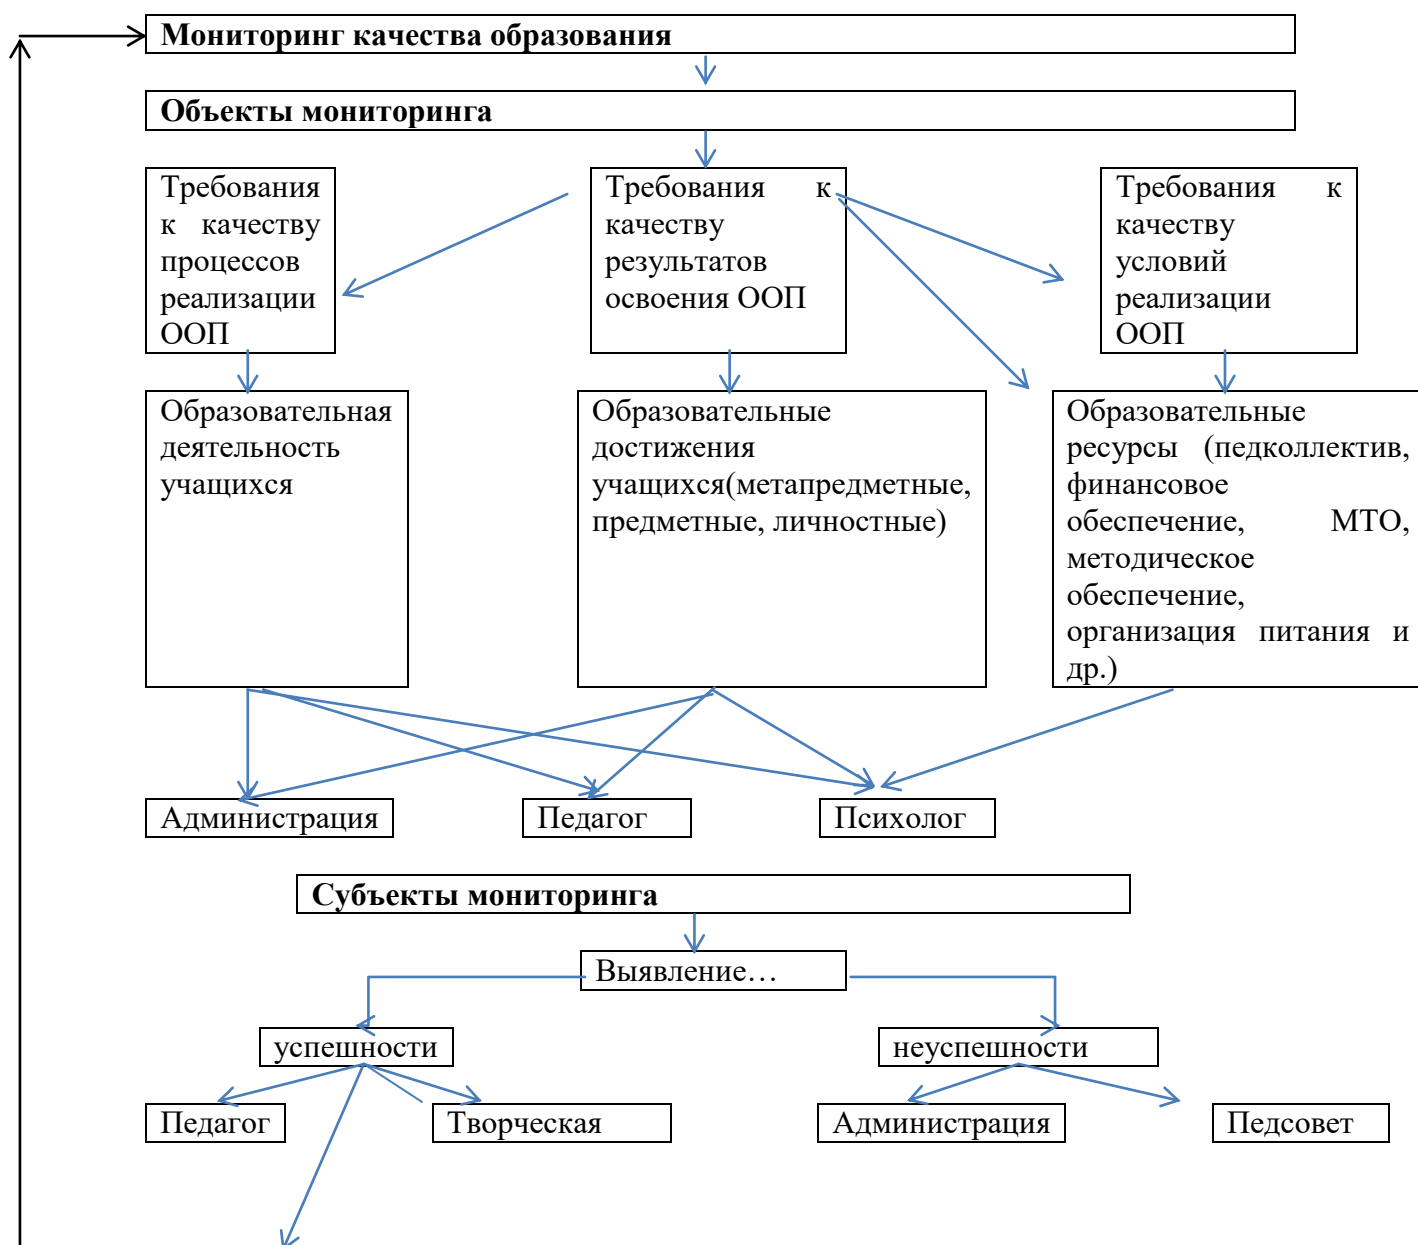 Мониторинг качества образования
Объекты мониторинга
Требования
к качеству
процессов
реализации
ООП
Требования к
качеству
результатов
освоения ООП
Требования к
качеству
условий
реализации
ООП
Образовательная
деятельность
учащихся
Образовательные
достижения
учащихся(метапредметные,
предметные, личностные)
Образовательные
ресурсы (педколлектив,
финансовое
обеспечение, МТО,
методическое
обеспечение,
организация питания и
др.)
Администрация
Педагог
Психолог
Субъекты мониторинга
Выявление…
успешности
неуспешности
Педагог
Творческая
Администрация
Педсовет